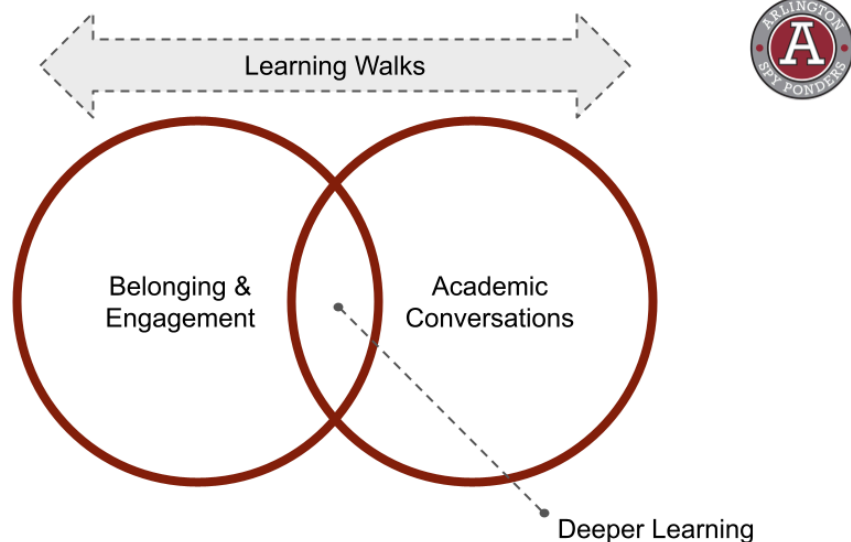 Learning Walks
ARLINGTON
A
SPY PONDERS
Belonging &
Engagement
Academic
Conversations
Deeper Learning